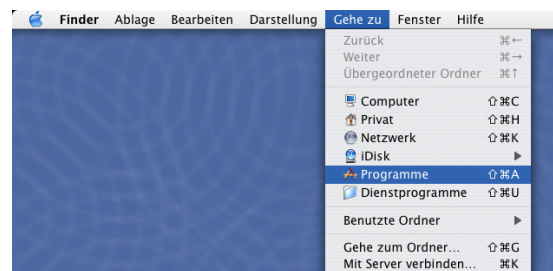 Finder Ablage Bearbeiten Darstellung Gehe zu Fenster Hilfe
Zurück ⌘←
Weiter ⌘→
Übergeordneter Ordner ⌘↑
Computer ⇧⌘C
Privat ⇧⌘H
Netzwerk ⇧⌘K
iDisk ▶
Programme ⇧⌘A
Dienstprogramme ⇧⌘U
Benutzte Ordner ▶
Gehe zum Ordner... ⇧⌘G
Mit Server verbinden... ⌘K